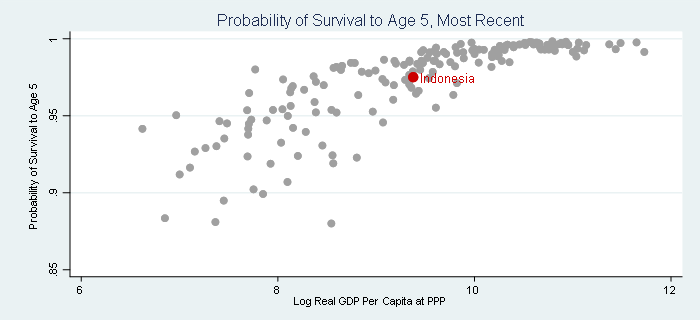 Probability of Survival to Age 5, Most Recent
Probability of Survival to Age 5
1
.95
.9
.85
Indonesia
6 8 10 12
Log Real GDP Per Capita at PPP